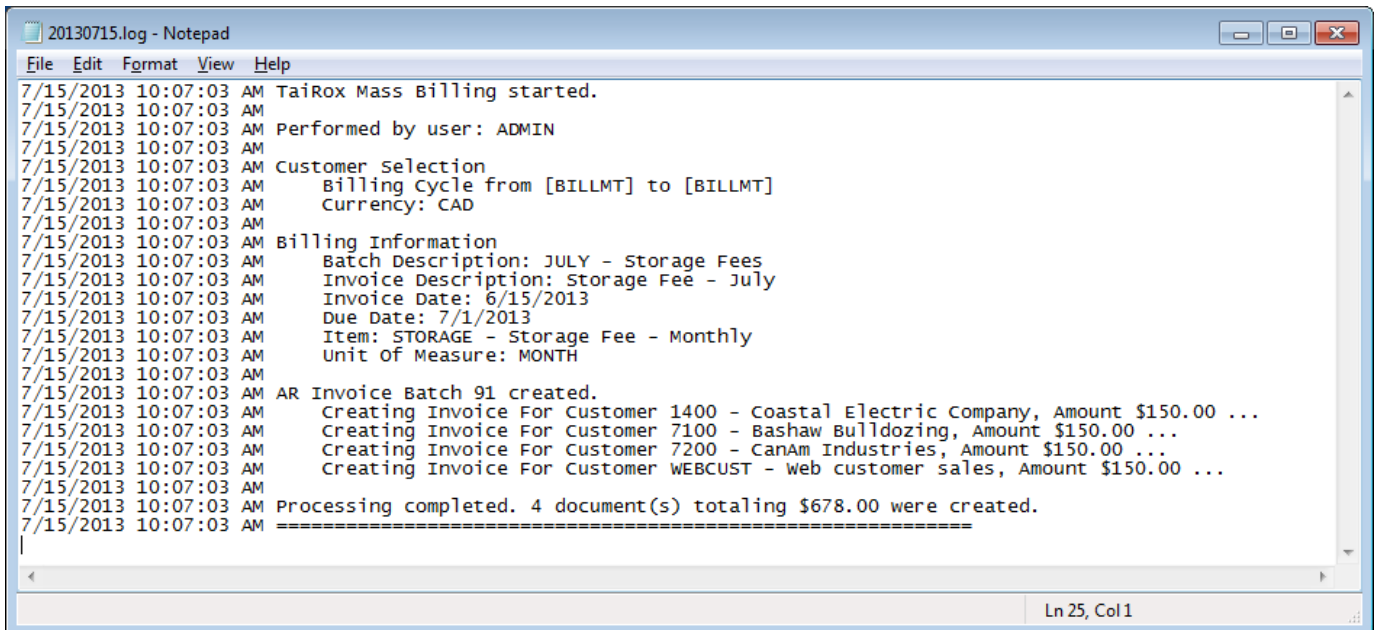 20130715.log - Notepad
File Edit Format View Help
7/15/2013 10:07:03 AM TaiRox Mass Billing started.
7/15/2013 10:07:03 AM
7/15/2013 10:07:03 AM Performed by user: ADMIN
7/15/2013 10:07:03 AM
7/15/2013 10:07:03 AM Customer Selection
7/15/2013 10:07:03 AM     Billing Cycle from [BILLMT] to [BILLMT]
7/15/2013 10:07:03 AM     Currency: CAD
7/15/2013 10:07:03 AM
7/15/2013 10:07:03 AM Billing Information
7/15/2013 10:07:03 AM     Batch Description: JULY - Storage Fees
7/15/2013 10:07:03 AM     Invoice Description: Storage Fee - July
7/15/2013 10:07:03 AM     Invoice Date: 6/15/2013
7/15/2013 10:07:03 AM     Due Date: 7/1/2013
7/15/2013 10:07:03 AM     Item: STORAGE - Storage Fee - Monthly
7/15/2013 10:07:03 AM     Unit Of Measure: MONTH
7/15/2013 10:07:03 AM
7/15/2013 10:07:03 AM AR Invoice Batch 91 created.
7/15/2013 10:07:03 AM     Creating Invoice For Customer 1400 - Coastal Electric Company, Amount $150.00 ...
7/15/2013 10:07:03 AM     Creating Invoice For Customer 7100 - Bashaw Bulldozing, Amount $150.00 ...
7/15/2013 10:07:03 AM     Creating Invoice For Customer 7200 - CanAm Industries, Amount $150.00 ...
7/15/2013 10:07:03 AM     Creating Invoice For Customer WEBCUST - Web customer sales, Amount $150.00 ...
7/15/2013 10:07:03 AM
7/15/2013 10:07:03 AM Processing completed. 4 document(s) totaling $678.00 were created.
7/15/2013 10:07:03 AM ============================================================
Ln 25, Col 1